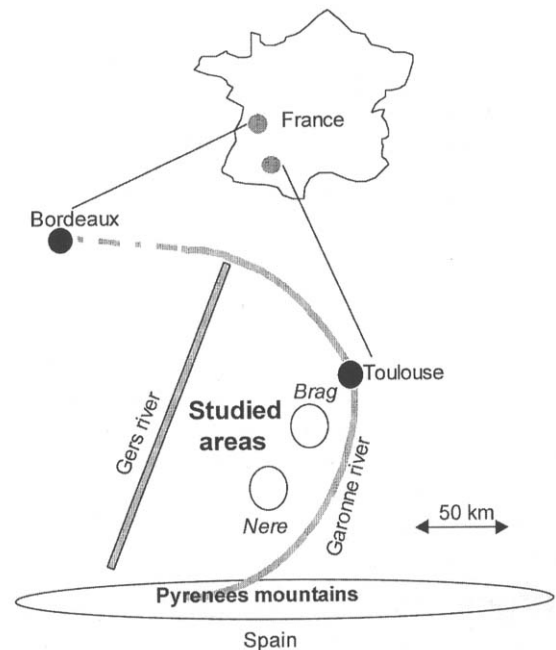 France
Bordeaux
Toulouse
Brag
Studied
areas
Gers river
Garonne river
Nere
50 km
Pyrenees mountains
Spain